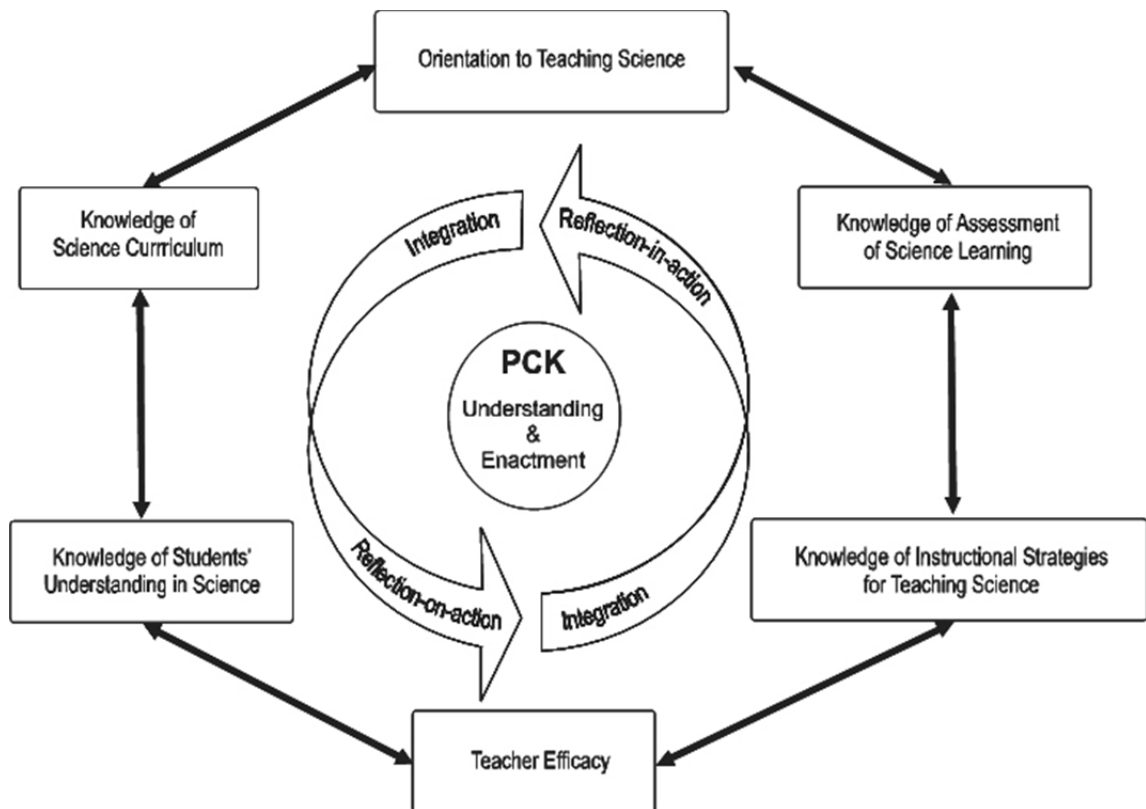 Orientation to Teaching Science
Knowledge of
Science Currriculum
Integration
Reflection-in-action
Knowledge of Assessment
of Science Learning
PCK
Understanding
&
Enactment
Knowledge of Students'
Understanding in Science
Reflection-on-action
Integration
Knowledge of Instructional Strategies
for Teaching Science
Teacher Efficacy